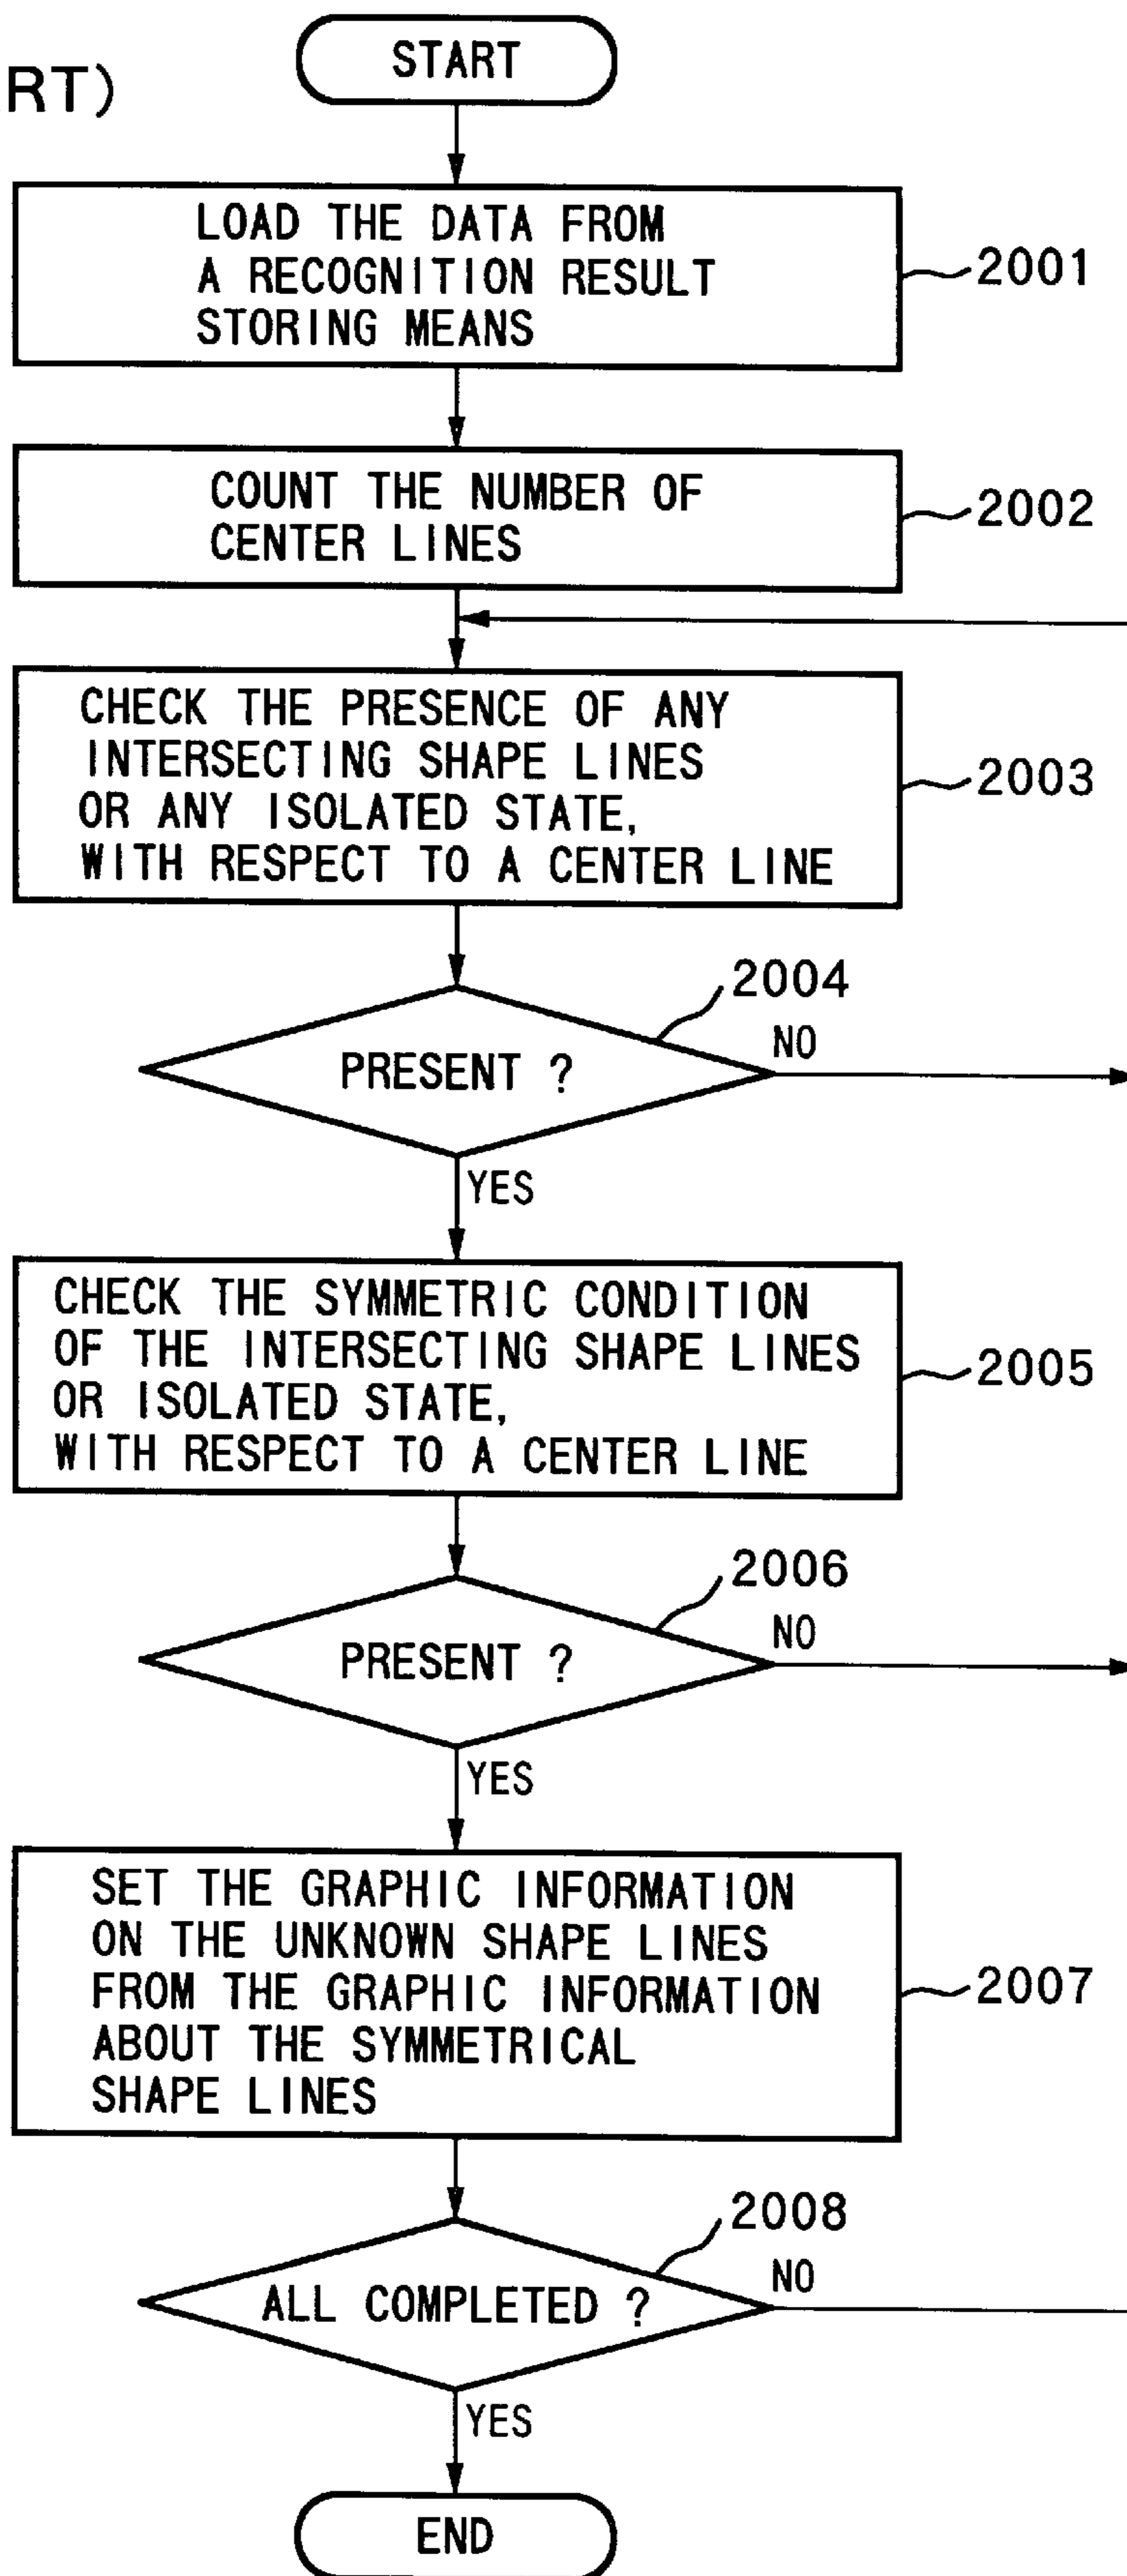 RT)
START
LOAD THE DATA FROM
A RECOGNITION RESULT
STORING MEANS
2001
COUNT THE NUMBER OF
CENTER LINES
2002
CHECK THE PRESENCE OF ANY
INTERSECTING SHAPE LINES
OR ANY ISOLATED STATE,
WITH RESPECT TO A CENTER LINE
2003
2004
PRESENT ?
NO
YES
CHECK THE SYMMETRIC CONDITION
OF THE INTERSECTING SHAPE LINES
OR ISOLATED STATE,
WITH RESPECT TO A CENTER LINE
2005
2006
PRESENT ?
NO
YES
SET THE GRAPHIC INFORMATION
ON THE UNKNOWN SHAPE LINES
FROM THE GRAPHIC INFORMATION
ABOUT THE SYMMETRICAL
SHAPE LINES
2007
2008
ALL COMPLETED ?
NO
YES
END